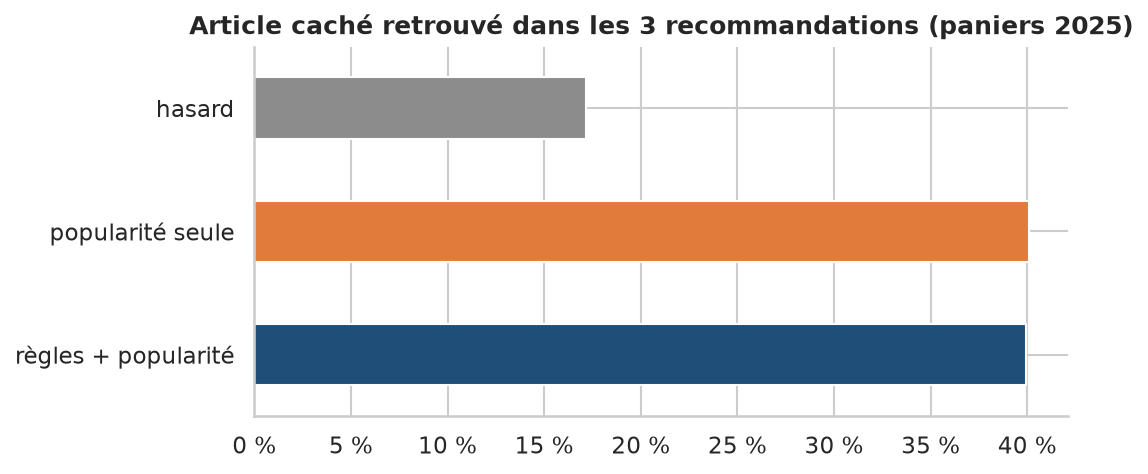 Article caché retrouvé dans les 3 recommandations (paniers 2025)
hasard
popularité seule
règles + popularité
0 % 5 % 10 % 15 % 20 % 25 % 30 % 35 % 40 %